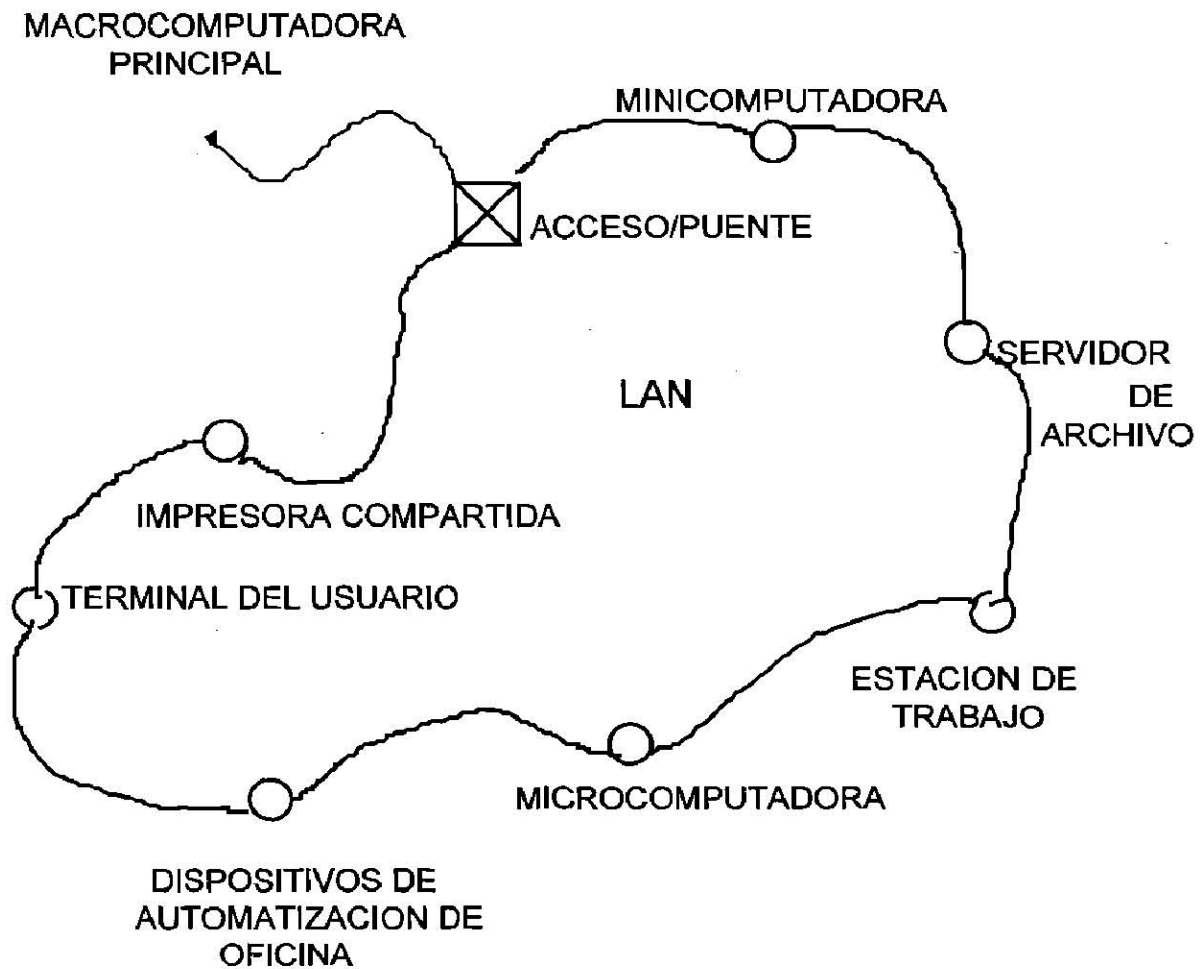 MACROCOMPUTADORA
PRINCIPAL
MINICOMPUTADORA
ACCESO/PUENTE
SERVIDOR
DE
ARCHIVO
LAN
IMPRESORA COMPARTIDA
TERMINAL DEL USUARIO
ESTACION DE
TRABAJO
MICROCOMPUTADORA
DISPOSITIVOS DE
AUTOMATIZACION DE
OFICINA